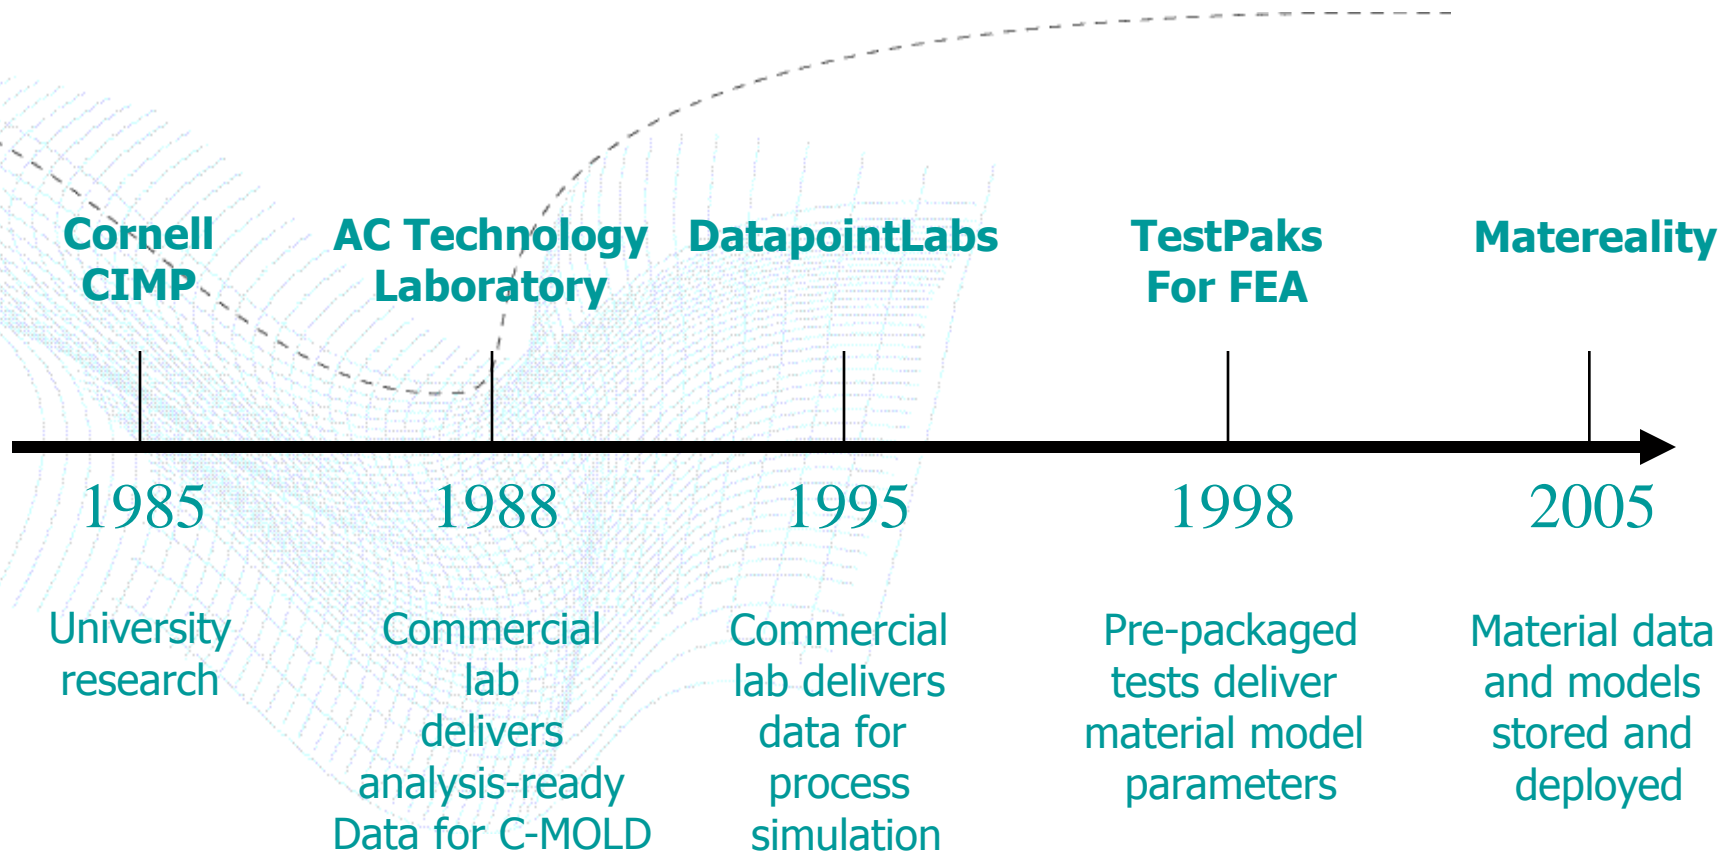 Cornell
CIMP
AC Technology
Laboratory
DatapointLabs
TestPaks
For FEA
Matereality
1985
1988
1995
1998
2005
University
research
Commercial
lab
delivers
analysis-ready
Data for C-MOLD
Commercial
lab delivers
data for
process
simulation
Pre-packaged
tests deliver
material model
parameters
Material data
and models
stored and
deployed